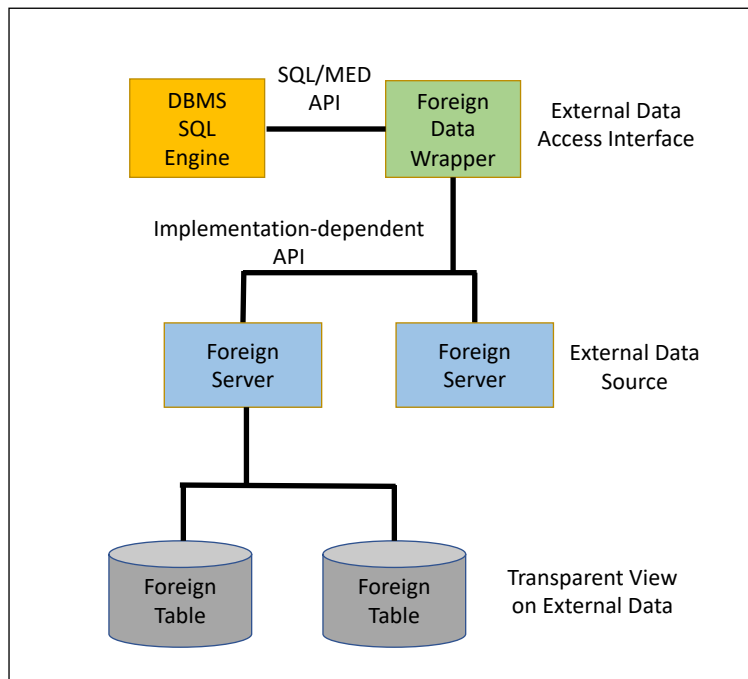 SQL/MED
API
DBMS
SQL
Engine
Foreign
Data
Wrapper
External Data
Access Interface
Implementation-dependent
API
Foreign
Server
Foreign
Server
External Data
Source
Foreign
Table
Foreign
Table
Transparent View
on External Data